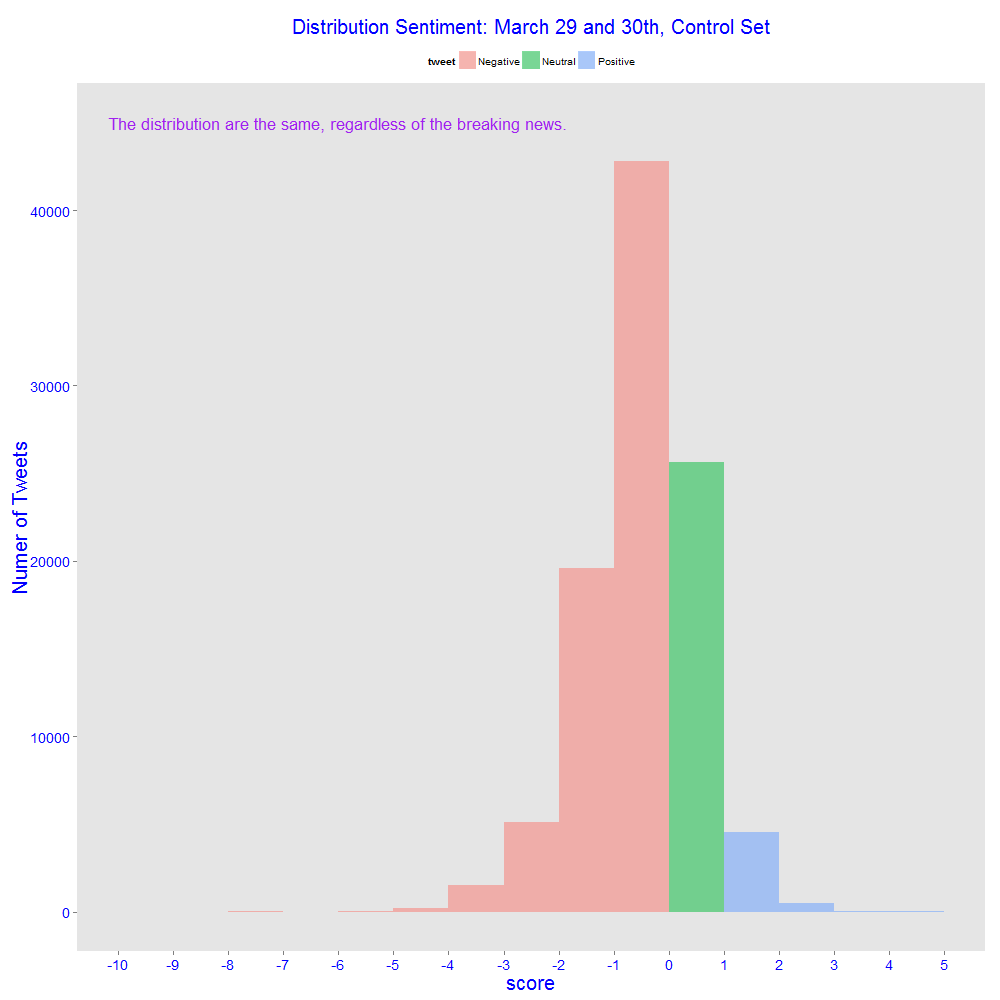 Distribution Sentiment: March 29 and 30th, Control Set
tweet Negative Neutral Positive
The distribution are the same, regardless of the breaking news.
40000
30000
20000
10000
0
Numer of Tweets
-10 -9 -8 -7 -6 -5 -4 -3 -2 -1 0 1 2 3 4 5
score